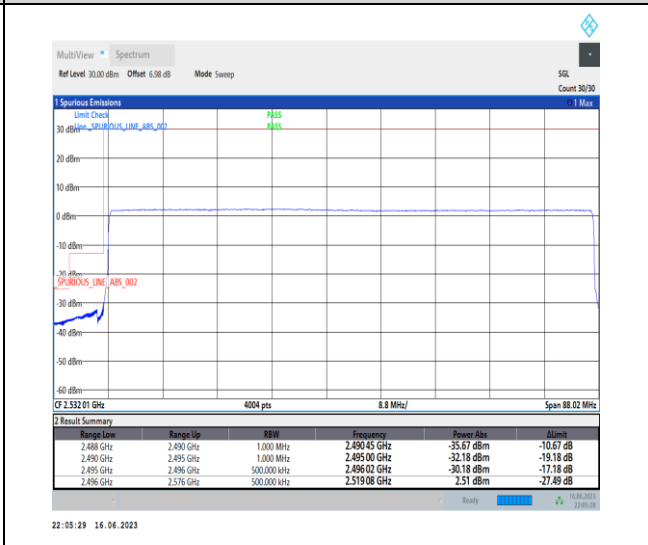 MultiView Spectrum
Ref Level 30.00 dBm Offset 6.98 dB Mode Sweep SGL
Count 30/30
1 Spurious Emissions 1 Max
Limit Check PASS
30 dBm Line _SPURIOUS_LINE_ABS_002 PASS
20 dBm
10 dBm
0 dBm
-10 dBm
-20 dBm
_SPURIOUS_LINE_ABS_002
-30 dBm
-40 dBm
-50 dBm
-60 dBm
CF 2.532 01 GHz 4004 pts 8.8 MHz/ Span 88.02 MHz
2 Result Summary
Range Low Range Up RBW Frequency Power Abs ΔLimit
2.488 GHz 2.490 GHz 1.000 MHz 2.490 45 GHz -35.67 dBm -10.67 dB
2.490 GHz 2.495 GHz 1.000 MHz 2.495 00 GHz -32.18 dBm -19.18 dB
2.495 GHz 2.496 GHz 500.000 kHz 2.496 02 GHz -30.18 dBm -17.18 dB
2.496 GHz 2.576 GHz 500.000 kHz 2.519 08 GHz 2.51 dBm -27.49 dB
Ready 16.06.2023
22:05:28
22:05:29 16.06.2023